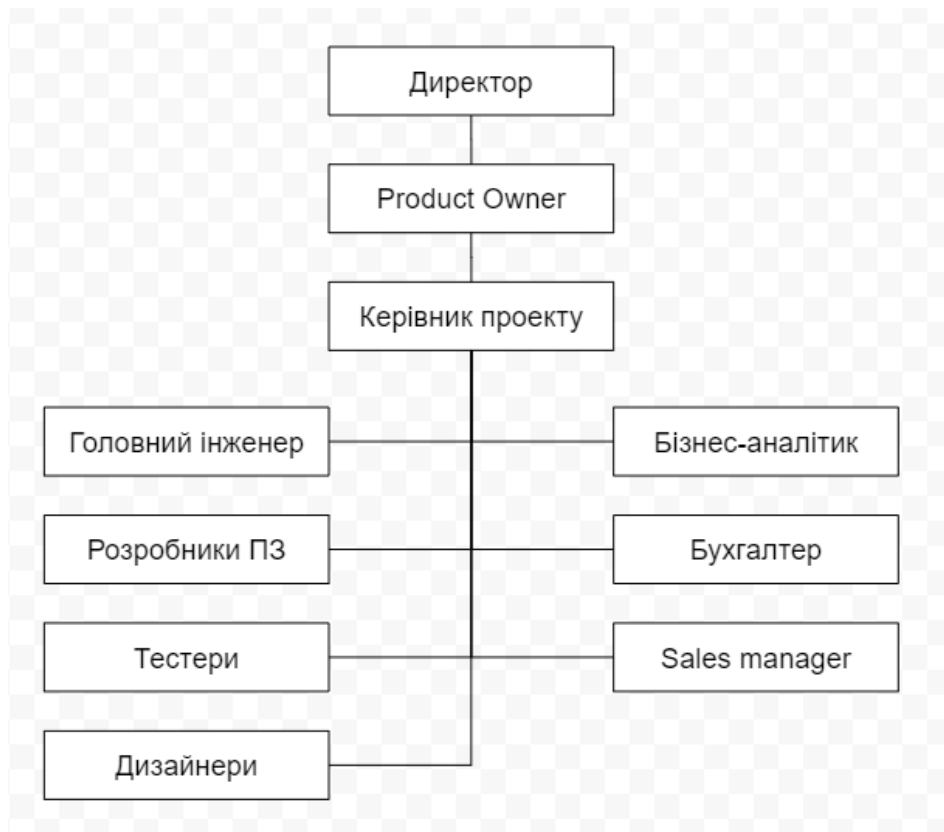 Директор
Product Owner
Керівник проекту
Головний інженер
Бізнес-аналітик
Розробники ПЗ
Бухгалтер
Тестери
Sales manager
Дизайнери